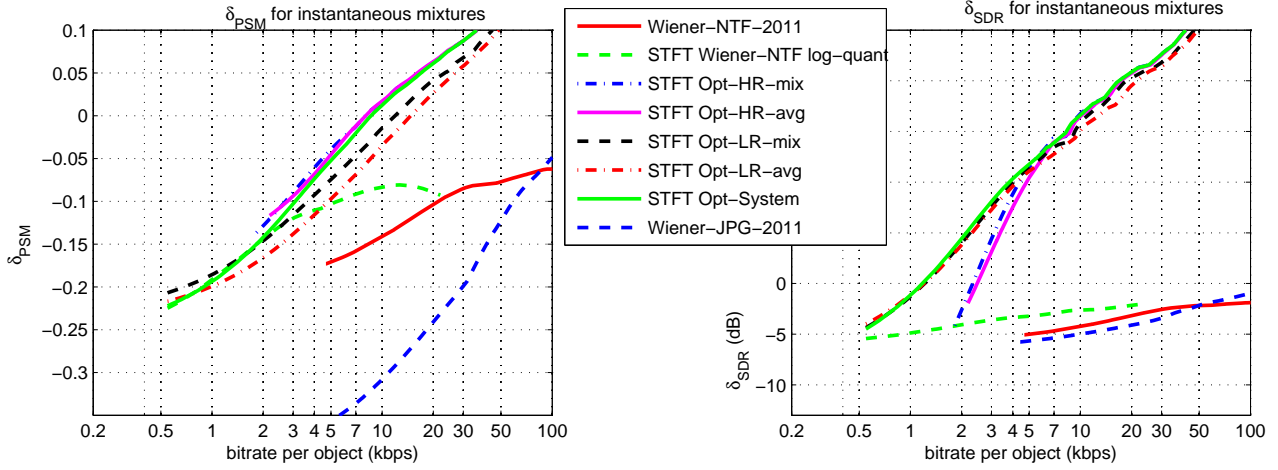 δPSM for instantaneous mixtures
0.1
0.05
0
−0.05
−0.1
−0.15
−0.2
−0.25
−0.3
δPSM
0.2 1 2 3 4 5 7 10 20 30 50 100
bitrate per object (kbps)
Wiener−NTF−2011
STFT Wiener−NTF log−quant
STFT Opt−HR−mix
STFT Opt−HR−avg
STFT Opt−LR−mix
STFT Opt−LR−avg
STFT Opt−System
Wiener−JPG−2011
δSDR for instantaneous mixtures
0
−5
−10
δSDR (dB)
0.2 1 2 3 4 5 7 10 20 30 50 100
bitrate per object (kbps)